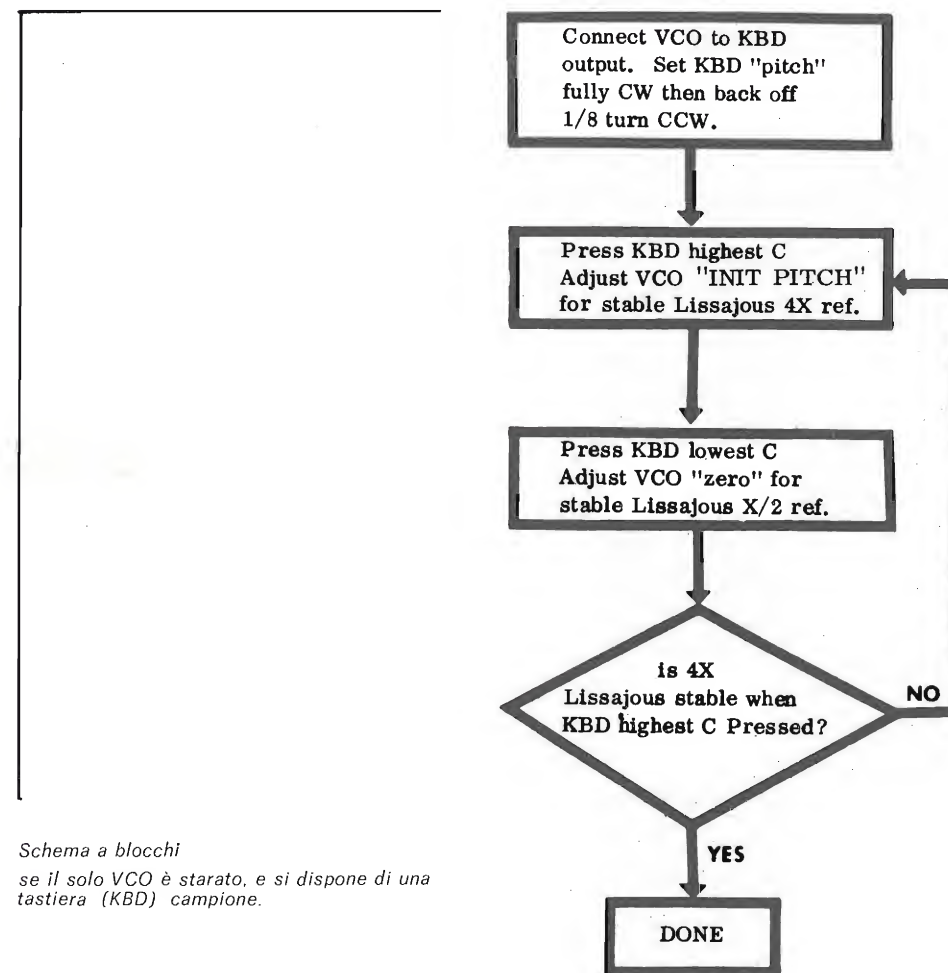 Connect VCO to KBD
output. Set KBD "pitch"
fully CW then back off
1/8 turn CCW.
Press KBD highest C
Adjust VCO "INIT PITCH"
for stable Lissajous 4X ref.
Press KBD lowest C
Adjust VCO "zero" for
stable Lissajous X/2 ref.
is 4X
Lissajous stable when
KBD highest C Pressed?
NO
YES
DONE
Schema a blocchi
se il solo VCO è starato, e si dispone di una
tastiera (KBD) campione.